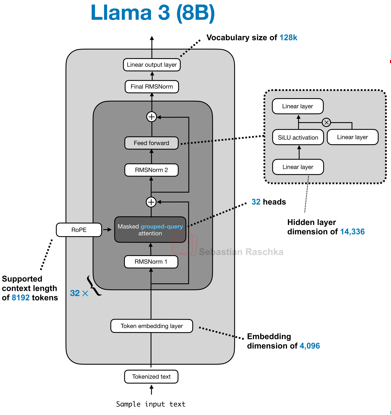 Llama 3 (8B)
Vocabulary size of 128k
Linear output layer
Final RMSNorm
Linear layer
Feed forward
SiLU activation
Linear layer
RMSNorm 2
Linear layer
32 heads
RoPE
Masked grouped-query
attention
Hidden layer
dimension of 14,336
Sebastian Raschka
RMSNorm 1
Supported
context length
of 8192 tokens
32 ×
Token embedding layer
Embedding
dimension of 4,096
Tokenized text
Sample input text